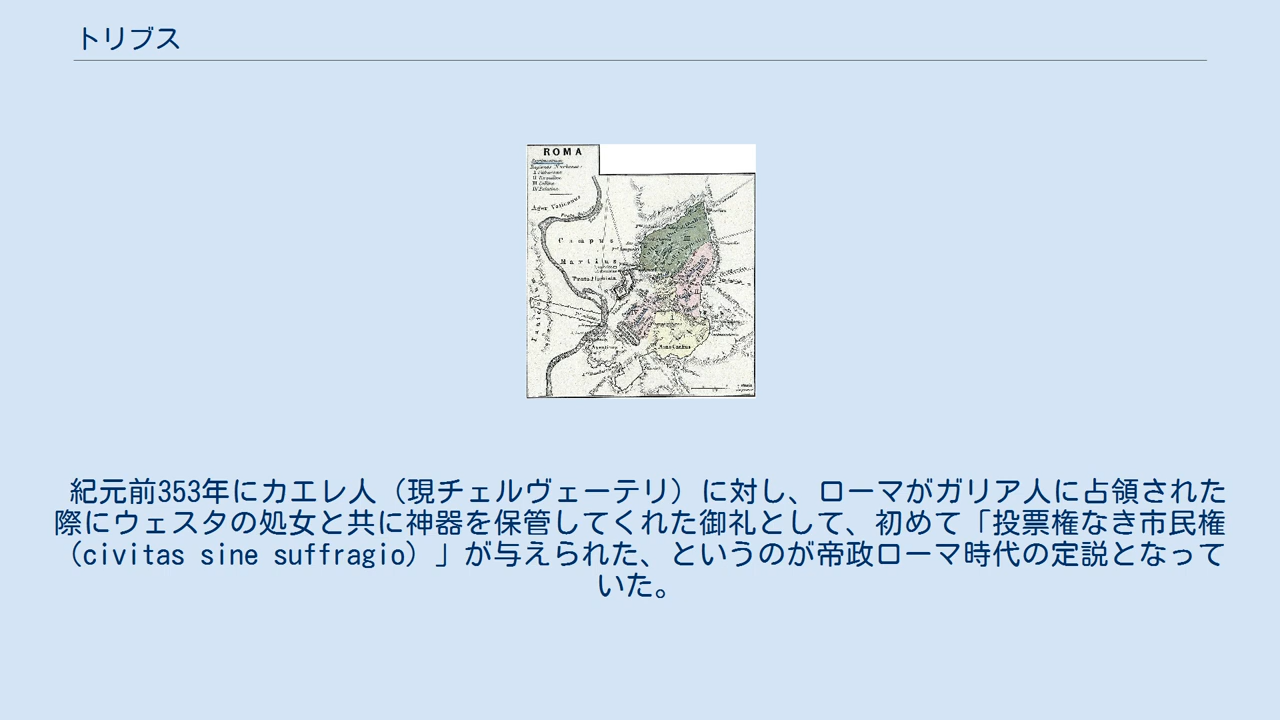 トリブス
ROMA
Campus
Martius
紀元前353年にカエレ人（現チェルヴェーテリ）に対し、ローマがガリア人に占領された
際にウェスタの処女と共に神器を保管してくれた御礼として、初めて「投票権なき市民権
（civitas sine suffragio）」が与えられた、というのが帝政ローマ時代の定説となって
いた。